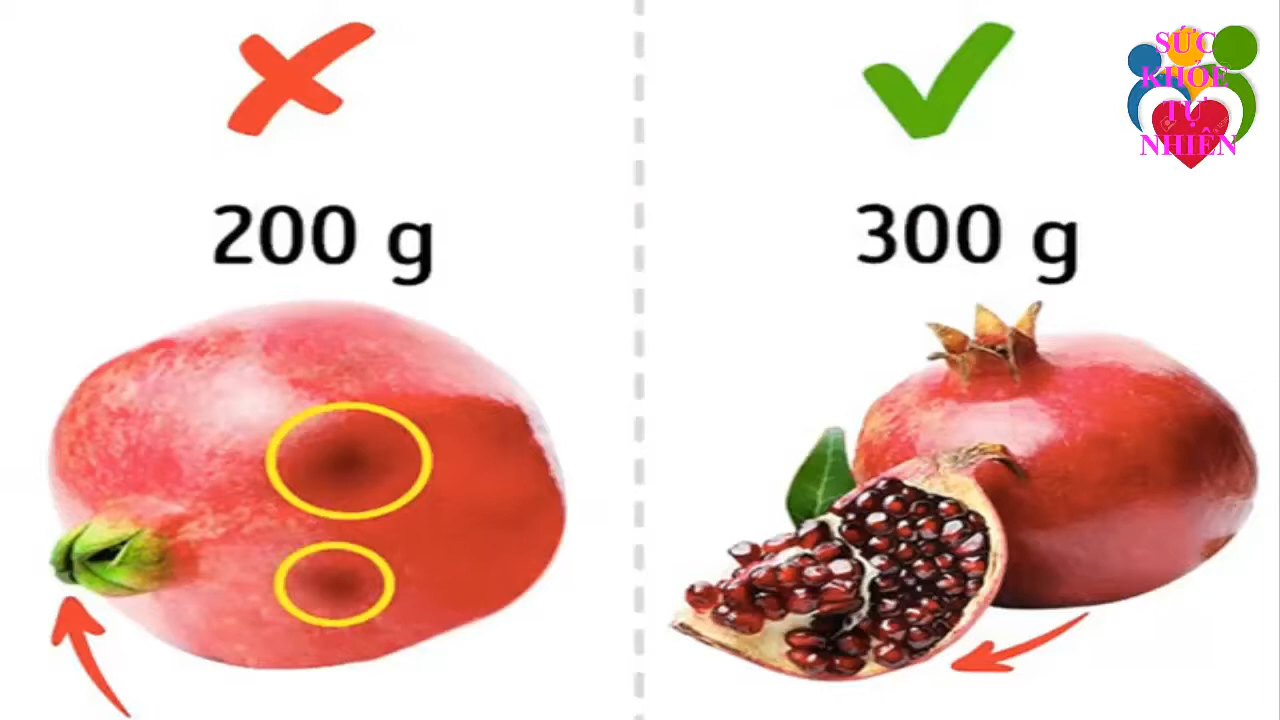 200 g
300 g
SỨC
KHỎE
TỰ
NHIÊN